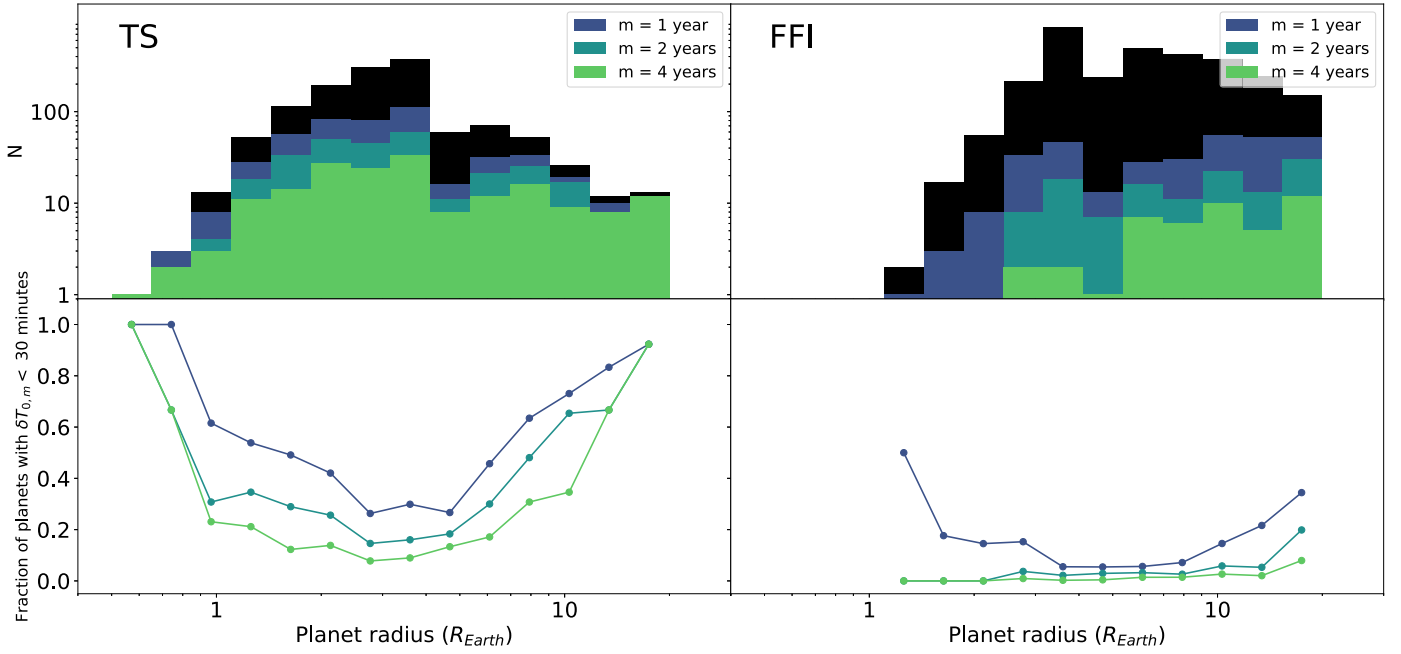 TS
m = 1 year
m = 2 years
m = 4 years
FFI
m = 1 year
m = 2 years
m = 4 years
N
100
10
1
Fraction of planets with δT0,m < 30 minutes
1.0
0.8
0.6
0.4
0.2
0.0
1
10
1
10
Planet radius (REarth)
Planet radius (REarth)